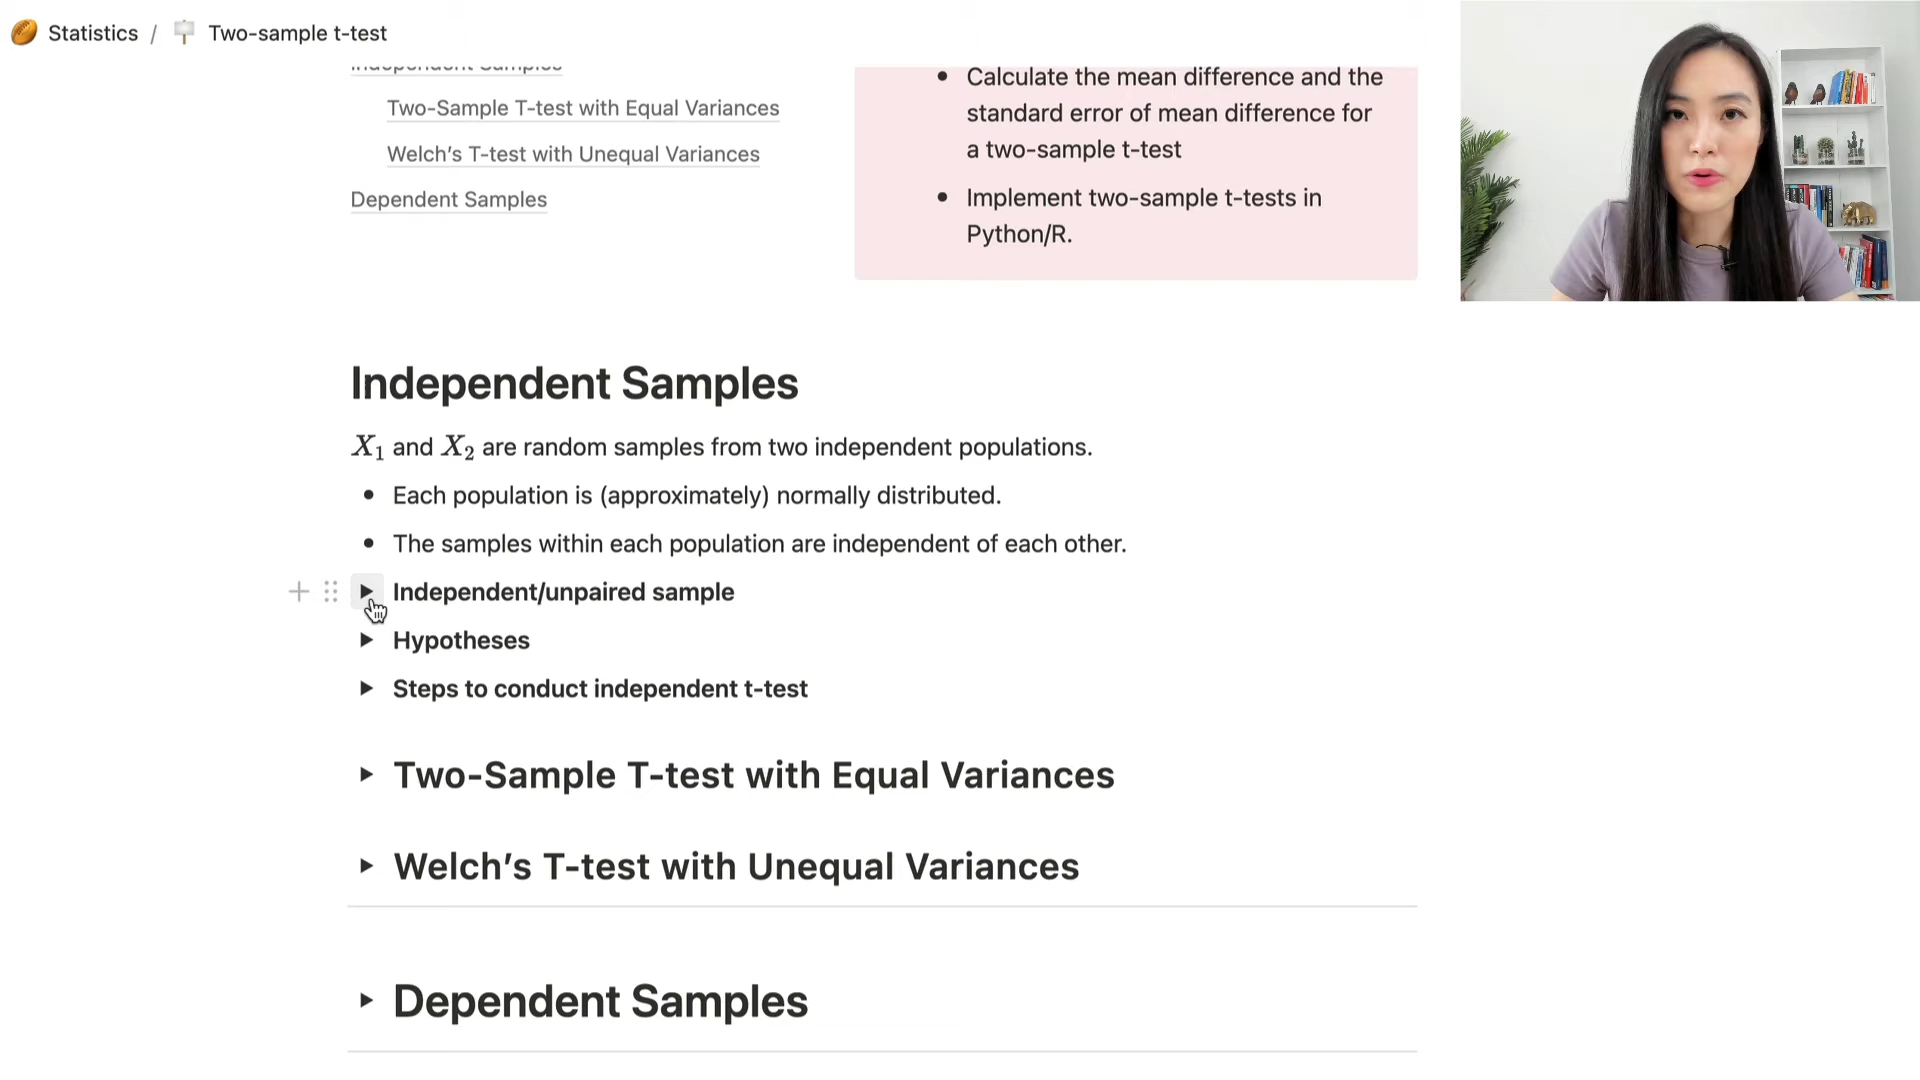 Statistics / Two-sample t-test
Independent Samples
Two-Sample T-test with Equal Variances
Welch’s T-test with Unequal Variances
Dependent Samples
• Calculate the mean difference and the
standard error of mean difference for
a two-sample t-test
• Implement two-sample t-tests in
Python/R.
Independent Samples
X₁ and X₂ are random samples from two independent populations.
• Each population is (approximately) normally distributed.
• The samples within each population are independent of each other.
Independent/unpaired sample
Hypotheses
Steps to conduct independent t-test
Two-Sample T-test with Equal Variances
Welch’s T-test with Unequal Variances
Dependent Samples